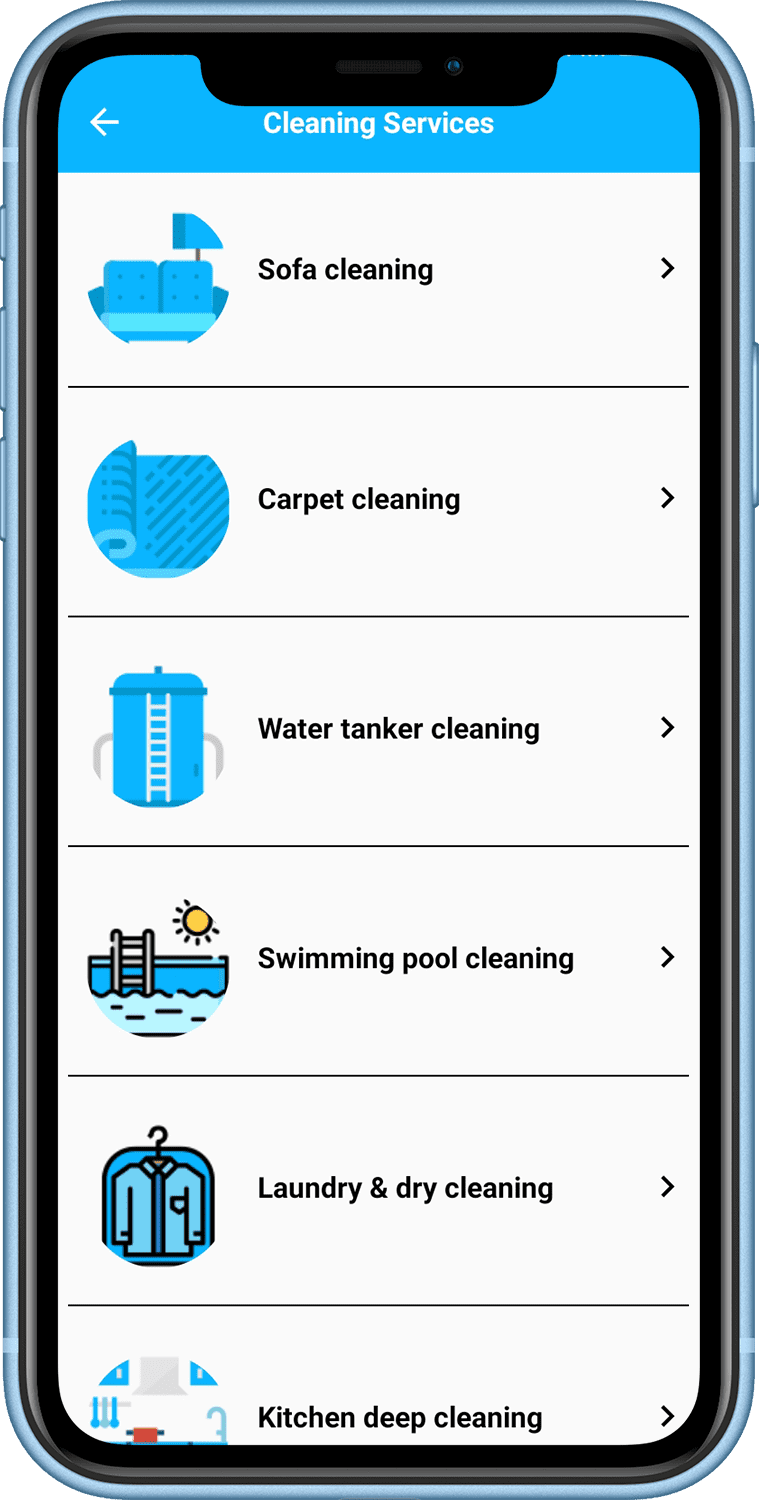 Cleaning Services
Sofa cleaning
Carpet cleaning
Water tanker cleaning
Swimming pool cleaning
Laundry & dry cleaning
Kitchen deep cleaning